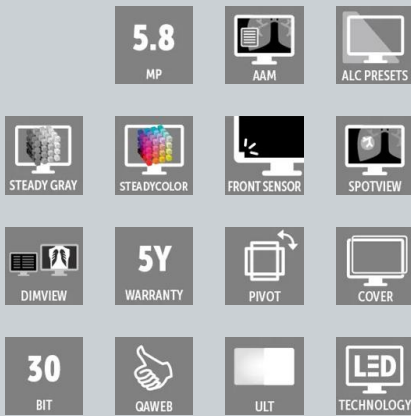 5.8
MP
AAM
ALC PRESETS
STEADY GRAY
STEADYCOLOR
FRONT SENSOR
SPOTVIEW
DIMVIEW
5Y
WARRANTY
PIVOT
COVER
30
BIT
QAWEB
ULT
LED
TECHNOLOGY